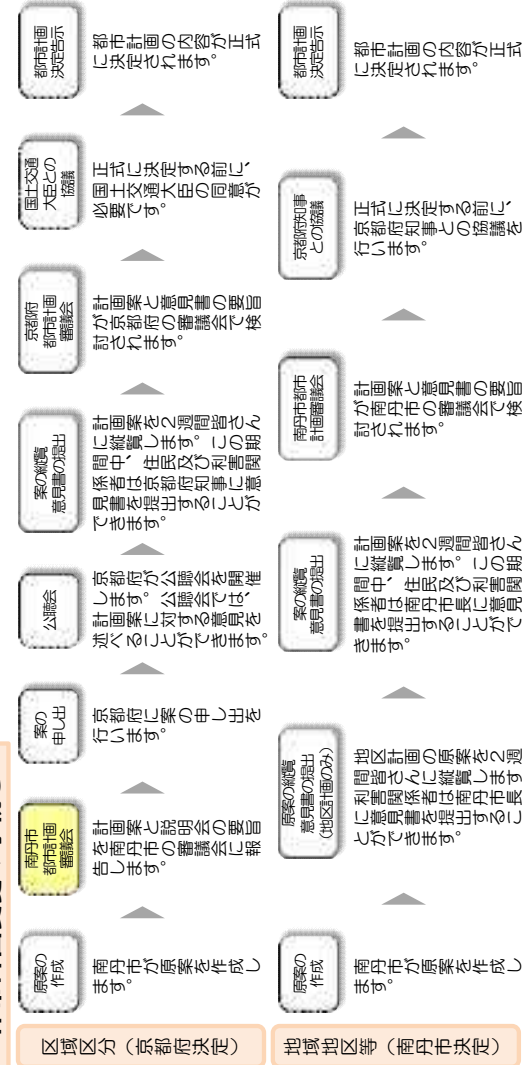 区域区分（京都府決定）
原案の
作成
南丹市が原案を作成し
ます。
南丹市
都市計画
審議会
計画案と説明会の要旨
を南丹市の審議会に報
告します。
案の
申し出
京都府に案の申し出を
行います。
公聴会
京都府が公聴会を開催
します。公聴会では、
計画案に対する意見を
述べることができます。
案の縦覧
意見書の提出
計画案を２週間皆さん
に縦覧します。この期
間中、住民及び利害関
係者は京都府知事に意
見書を提出することが
できます。
京都府
都市計画
審議会
計画案と意見書の要旨
が京都府の審議会で検
討されます。
国土交通
大臣との
協議
正式に決定する前に、
国土交通大臣の同意が
必要です。
都市計画
決定告示
都市計画の内容が正式
に決定されます。
地域地区等（南丹市決定）
原案の
作成
南丹市が原案を作成し
ます。
原案の縦覧
意見書の提出
（地区計画のみ）
地区計画の原案を２週
間皆さんに縦覧します
利害関係者は南丹市長
に意見書を提出するこ
とができます。
案の縦覧
意見書の提出
計画案を２週間皆さん
に縦覧します。この期
間中、住民及び利害関
係者は南丹市長に意見
書を提出することがで
きます。
南丹市都市
計画審議会
計画案と意見書の要旨
が南丹市の審議会で検
討されます。
京都府知事
との協議
正式に決定する前に、
京都府知事との協議を
行います。
都市計画
決定告示
都市計画の内容が正式
に決定されます。